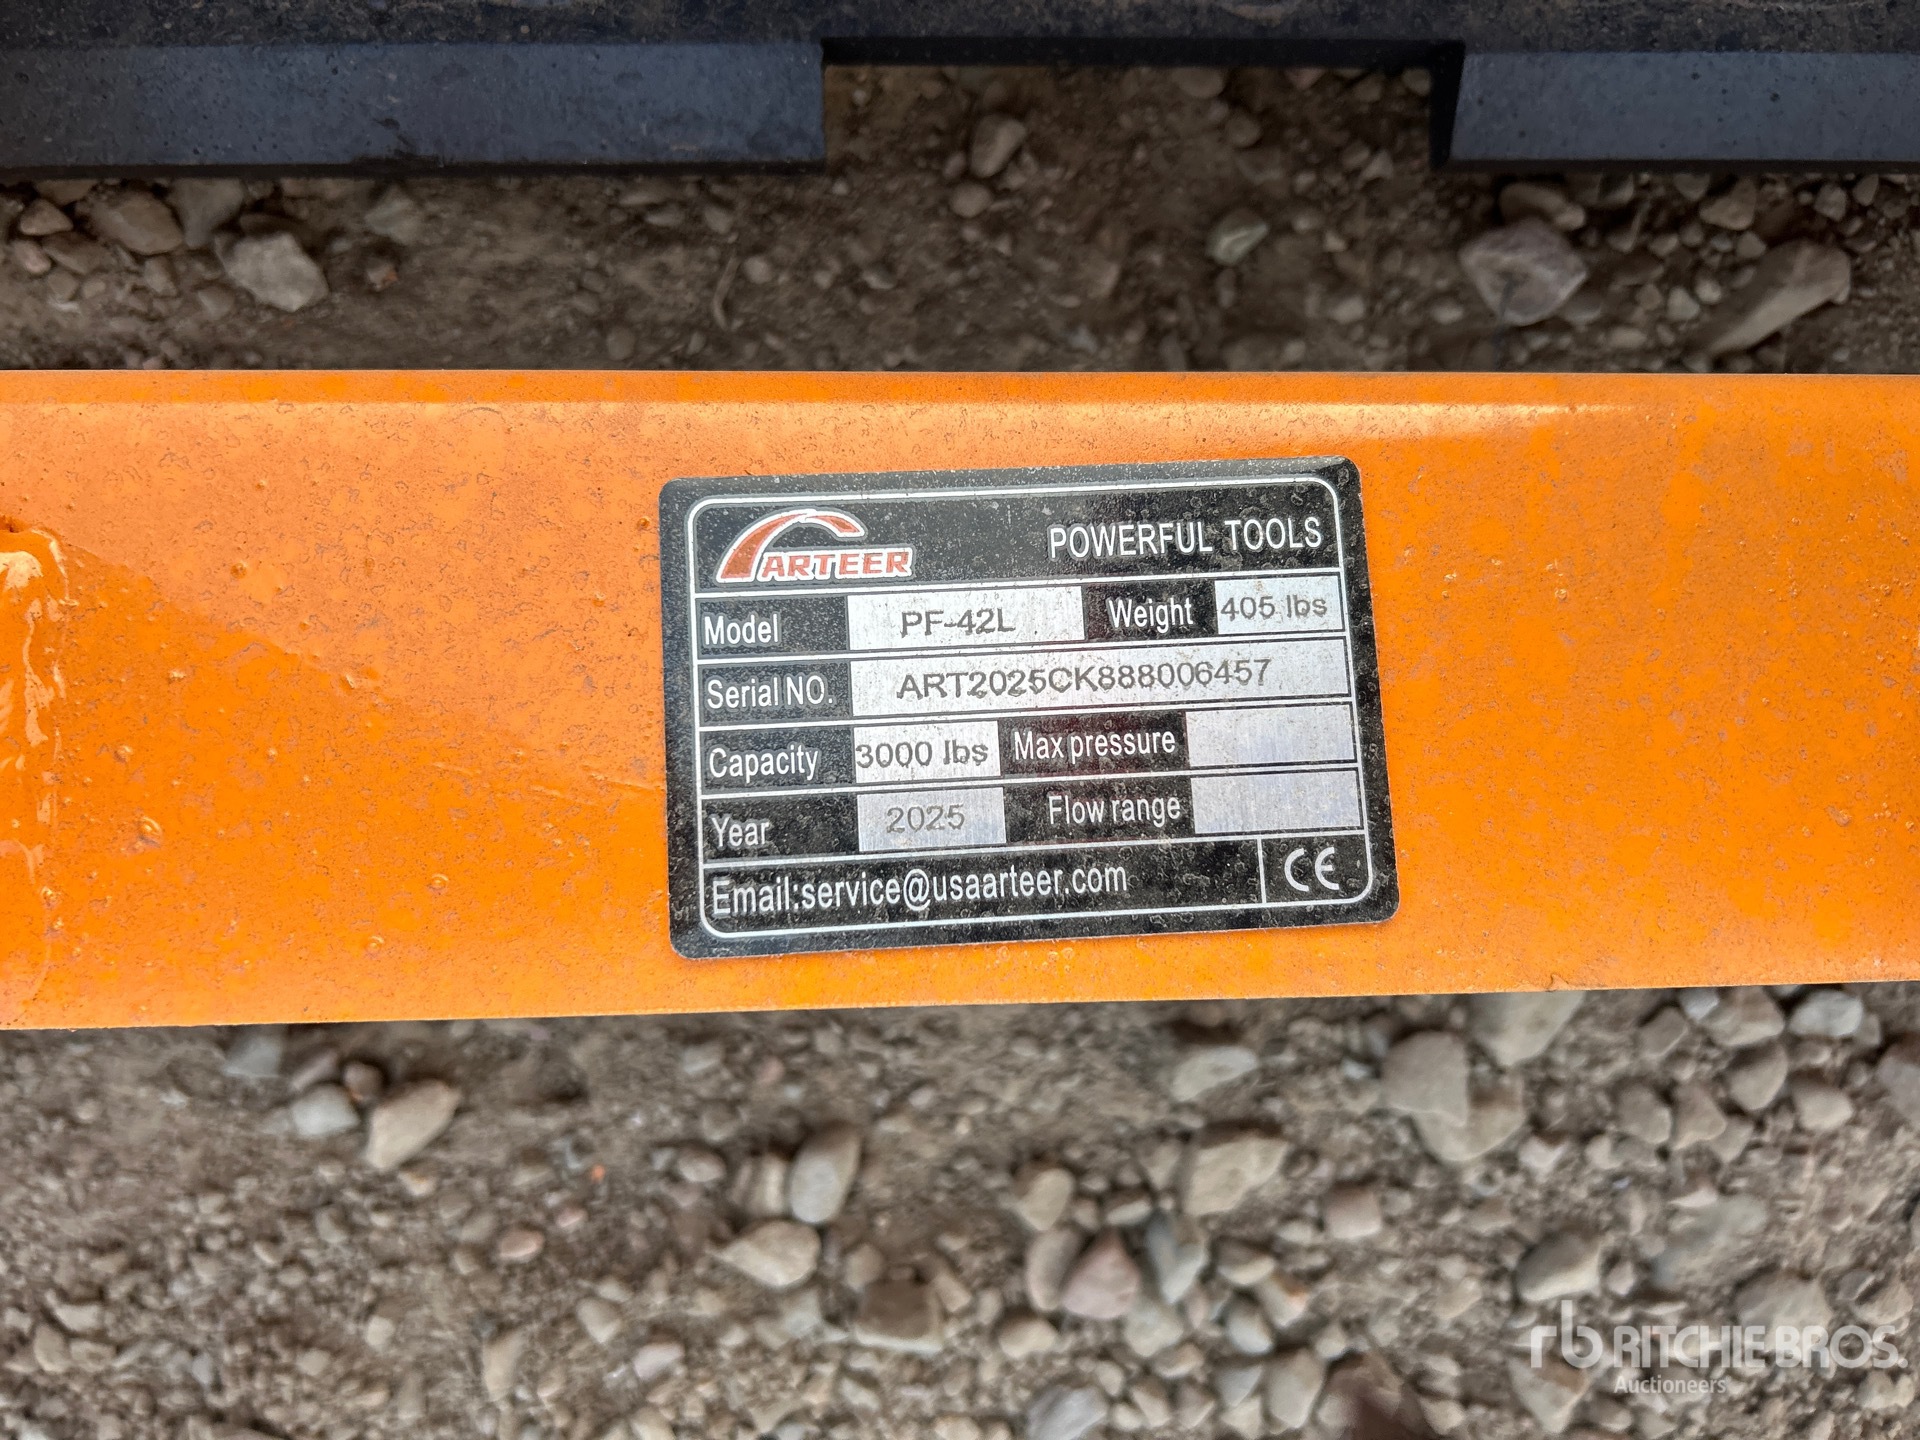 ARTEER POWERFUL TOOLS
Model PF-42L Weight 405 lbs
Serial NO. ART2025CK888006457
Capacity 3000 lbs Max pressure
Year 2025 Flow range
Email:service@usaarteer.com CE
rb RITCHIE BROS.
Auctioneers